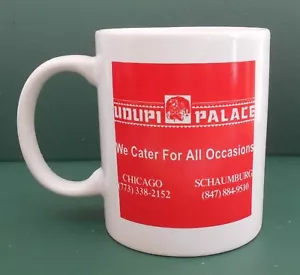 UDUPI PALACE
We Cater For All Occasions
CHICAGO SCHAUMBURG
(773) 338-2152 (847) 884-9510